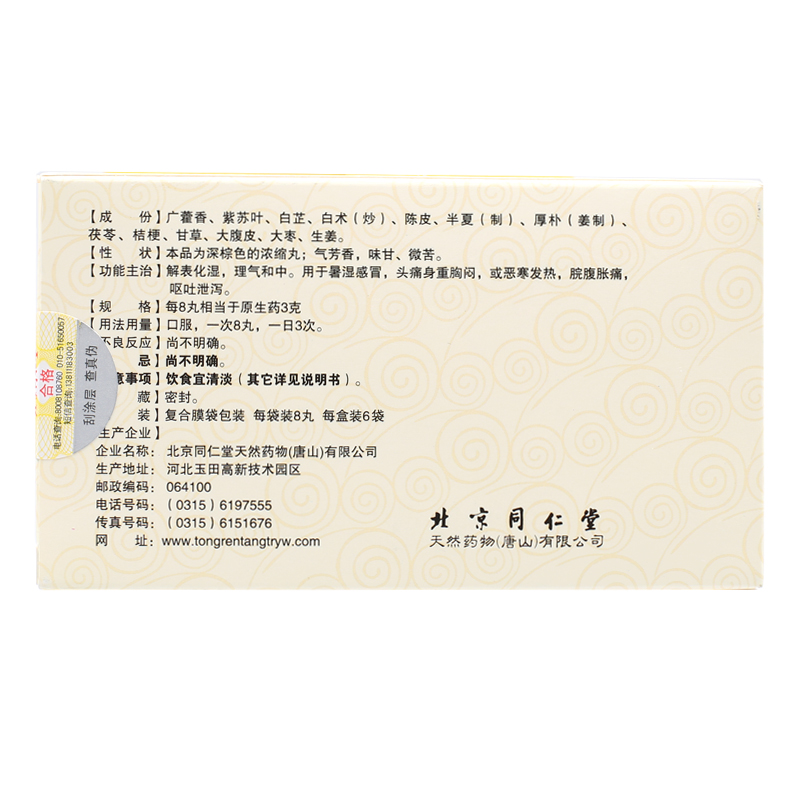 【成　　份】广藿香、紫苏叶、白芷、白术(炒)、陈皮、半夏(制)、厚朴(姜制)、
茯苓、桔梗、甘草、大腹皮、大枣、生姜。
【性　　状】本品为深棕色的浓缩丸；气芳香，味甘、微苦。
【功能主治】解表化湿，理气和中。用于暑湿感冒，头痛身重胸闷，或恶寒发热，脘腹胀痛，
呕吐泄泻。
【规　　格】每8丸相当于原生药3克
【用法用量】口服，一次8丸，一日3次。
不良反应】尚不明确。
忌】尚不明确。
意事项】饮食宜清淡(其它详见说明书)。
藏】密封。
装】复合膜袋包装 每袋装8丸 每盒装6袋
生产企业】
企业名称：北京同仁堂天然药物(唐山)有限公司
生产地址：河北玉田高新技术园区
邮政编码：064100
电话号码：(0315)6197555
传真号码：(0315)6151676
网　　址：www.tongrentangtryw.com
北京同仁堂
天然药物(唐山)有限公司
合格
电话查询:8008108760 010-51650057
短信查询:13811183003
刮涂层 查真伪